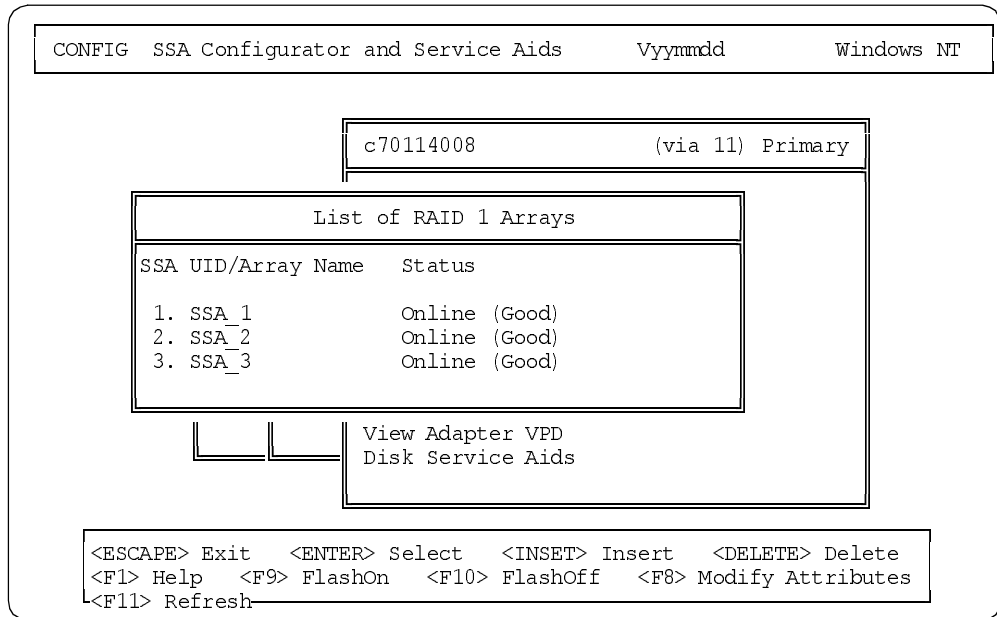 CONFIG SSA Configurator and Service Aids Vyymmdd Windows NT
c70114008 (via 11) Primary
List of RAID 1 Arrays
SSA UID/Array Name Status
1. SSA_1 Online (Good)
2. SSA_2 Online (Good)
3. SSA_3 Online (Good)
View Adapter VPD
Disk Service Aids
<ESCAPE> Exit <ENTER> Select <INSET> Insert <DELETE> Delete
<F1> Help <F9> FlashOn <F10> FlashOff <F8> Modify Attributes
<F11> Refresh